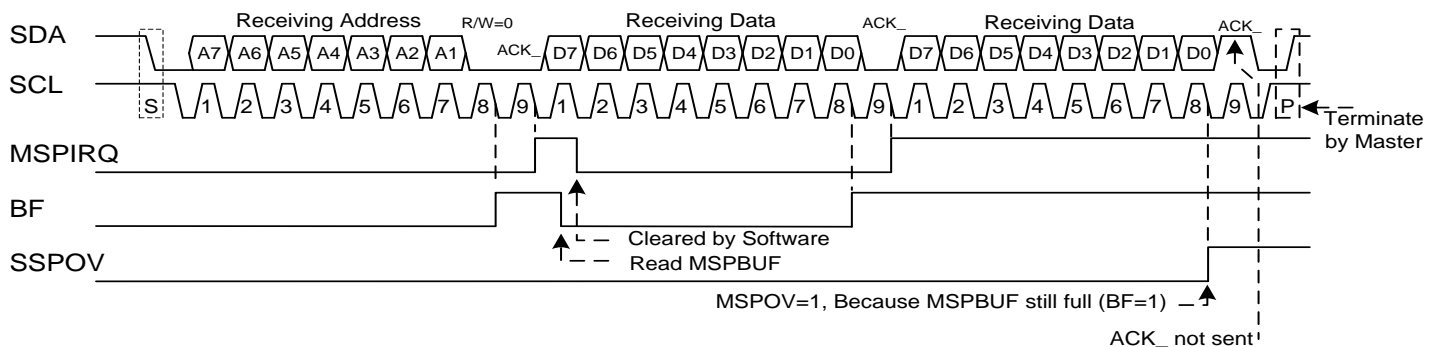 Receiving Address R/W=0 Receiving Data ACK_ Receiving Data ACK_
SDA A7 A6 A5 A4 A3 A2 A1 ACK_ D7 D6 D5 D4 D3 D2 D1 D0 D7 D6 D5 D4 D3 D2 D1 D0
SCL S 1 2 3 4 5 6 7 8 9 1 2 3 4 5 6 7 8 9 1 2 3 4 5 6 7 8 9 P
Terminate
by Master
MSPIRQ
BF
Cleared by Software
Read MSPBUF
SSPOV
MSPOV=1, Because MSPBUF still full (BF=1)
ACK_ not sent